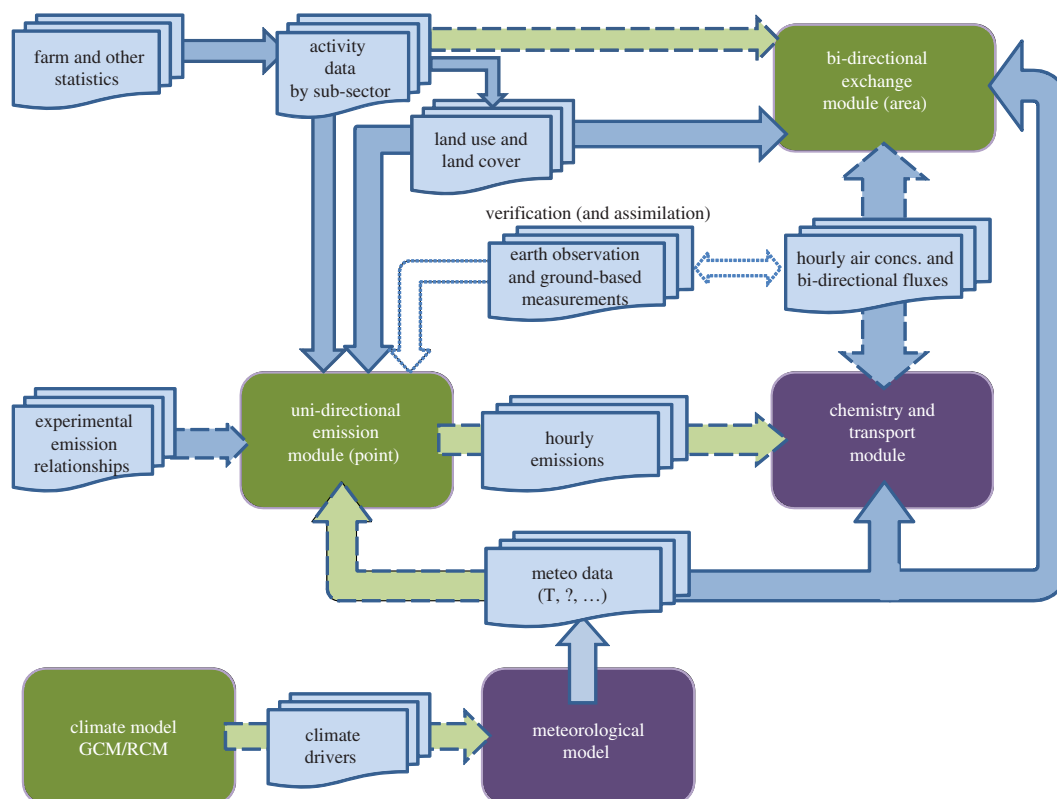 farm and other
statistics
activity
data
by sub-sector
bi-directional
exchange
module (area)
land use and
land cover
verification (and assimilation)
earth observation
and ground-based
measurements
hourly air concs. and
bi-directional fluxes
experimental
emission
relationships
uni-directional
emission
module (point)
hourly
emissions
chemistry and
transport
module
meteo data
(T, ?, …)
climate model
GCM/RCM
climate
drivers
meteorological
model